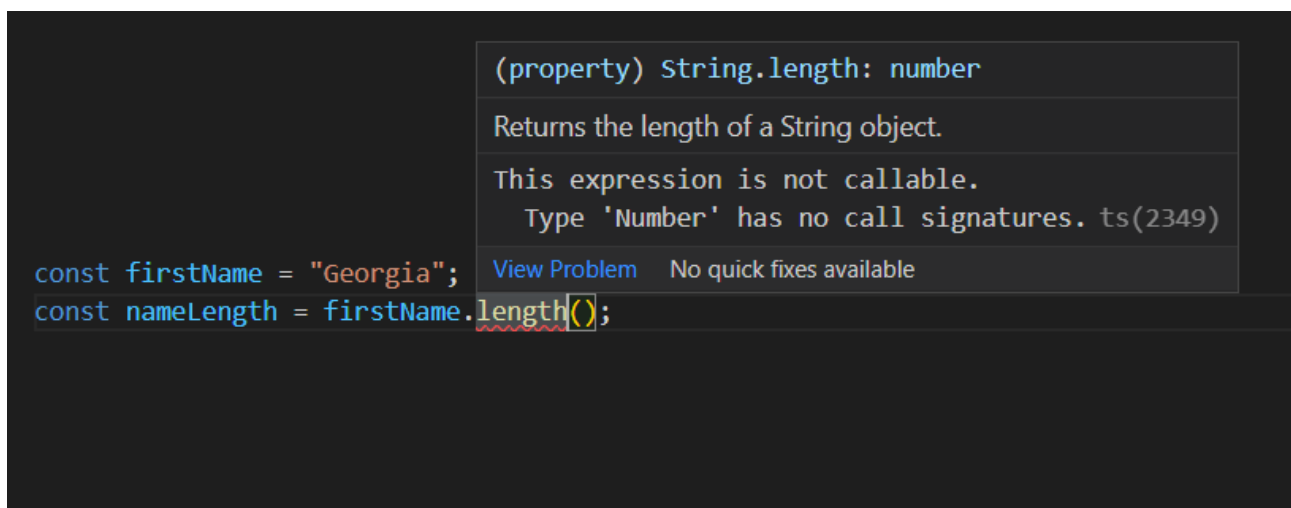 (property) String.length: number
Returns the length of a String object.
This expression is not callable.
Type 'Number' has no call signatures. ts(2349)
View Problem No quick fixes available
const firstName = "Georgia";
const nameLength = firstName.length();